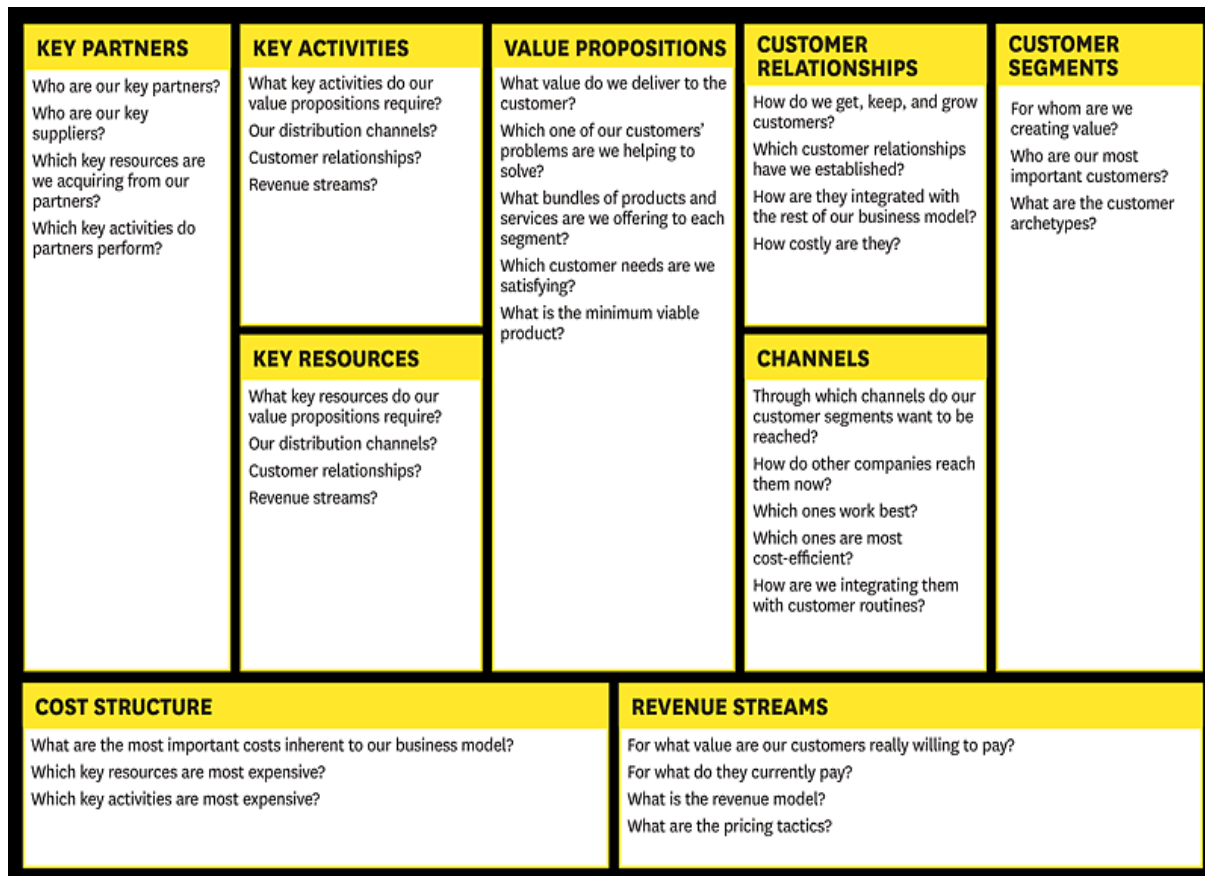 KEY PARTNERS
Who are our key partners?
Who are our key
suppliers?
Which key resources are
we acquiring from our
partners?
Which key activities do
partners perform?
KEY ACTIVITIES
What key activities do our
value propositions require?
Our distribution channels?
Customer relationships?
Revenue streams?
KEY RESOURCES
What key resources do our
value propositions require?
Our distribution channels?
Customer relationships?
Revenue streams?
VALUE PROPOSITIONS
What value do we deliver to the
customer?
Which one of our customers’
problems are we helping to
solve?
What bundles of products and
services are we offering to each
segment?
Which customer needs are we
satisfying?
What is the minimum viable
product?
CUSTOMER
RELATIONSHIPS
How do we get, keep, and grow
customers?
Which customer relationships
have we established?
How are they integrated with
the rest of our business model?
How costly are they?
CHANNELS
Through which channels do our
customer segments want to be
reached?
How do other companies reach
them now?
Which ones work best?
Which ones are most
cost-efficient?
How are we integrating them
with customer routines?
CUSTOMER
SEGMENTS
For whom are we
creating value?
Who are our most
important customers?
What are the customer
archetypes?
COST STRUCTURE
What are the most important costs inherent to our business model?
Which key resources are most expensive?
Which key activities are most expensive?
REVENUE STREAMS
For what value are our customers really willing to pay?
For what do they currently pay?
What is the revenue model?
What are the pricing tactics?